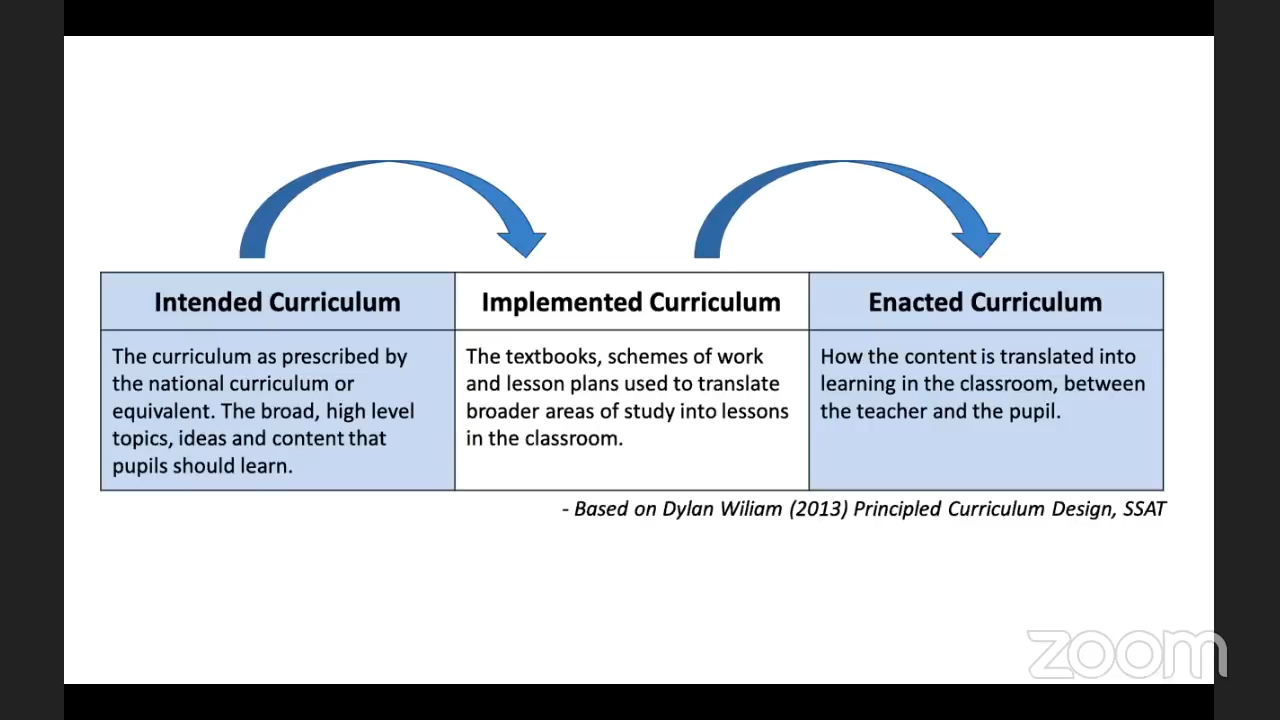 Intended Curriculum
Implemented Curriculum
Enacted Curriculum
The curriculum as prescribed by
the national curriculum or
equivalent. The broad, high level
topics, ideas and content that
pupils should learn.
The textbooks, schemes of work
and lesson plans used to translate
broader areas of study into lessons
in the classroom.
How the content is translated into
learning in the classroom, between
the teacher and the pupil.
- Based on Dylan Wiliam (2013) Principled Curriculum Design, SSAT
zoom